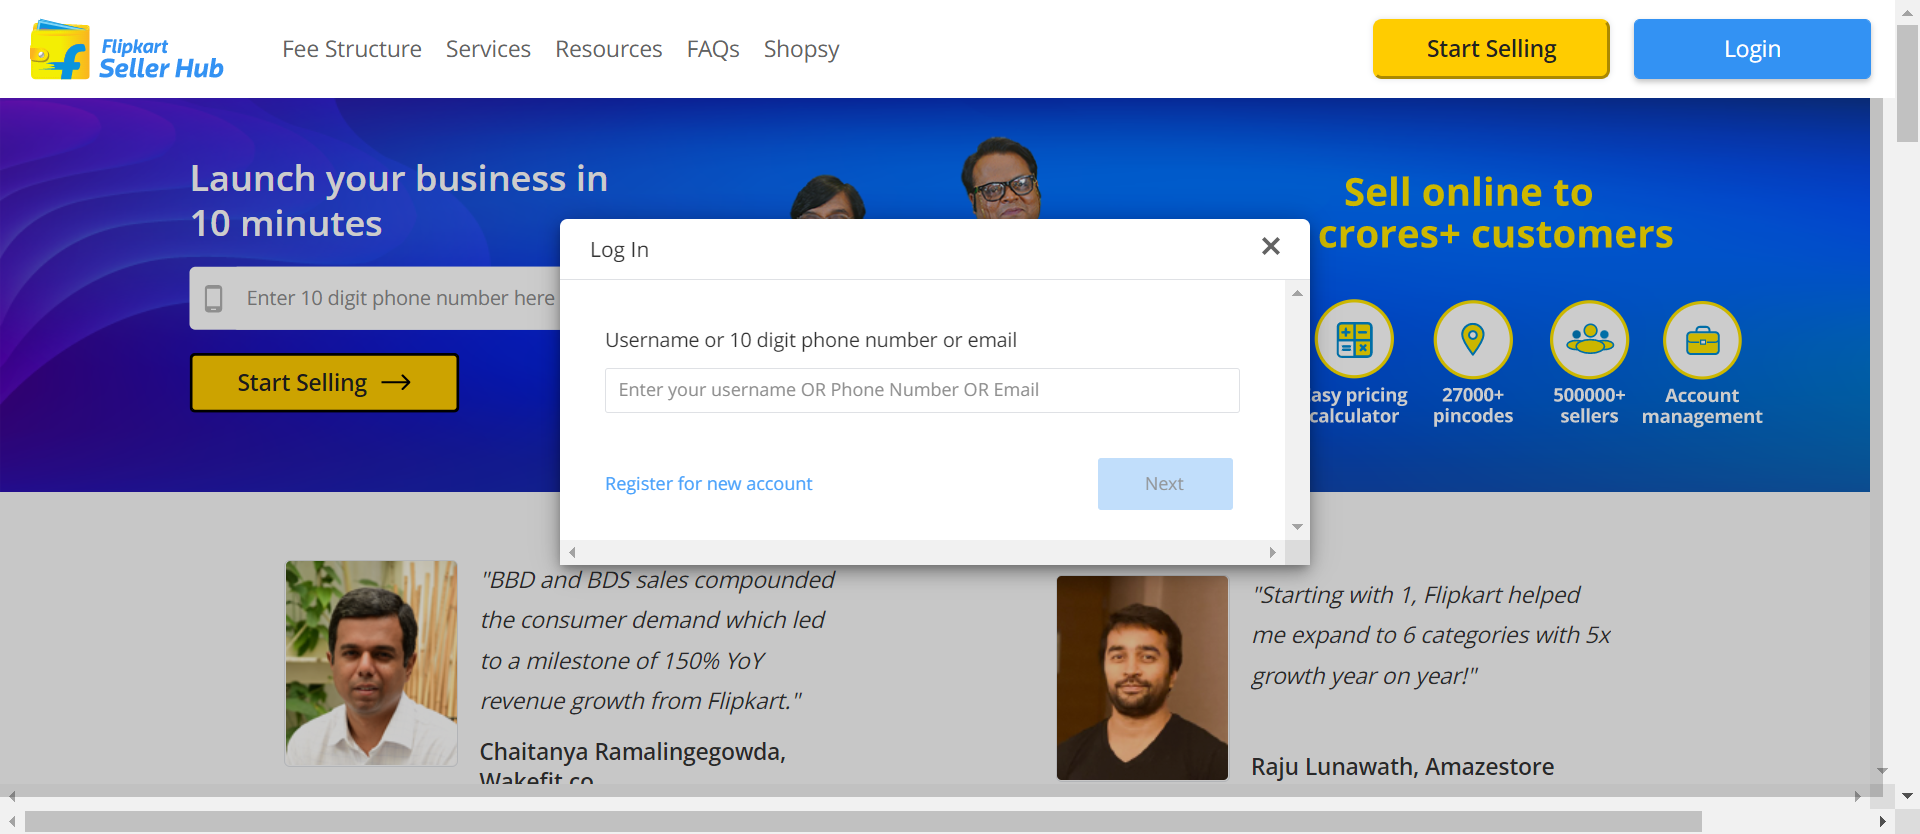 Flipkart
Seller Hub
Fee Structure
Services
Resources
FAQs
Shopsy
Start Selling
Login
Launch your business in
10 minutes
Enter 10 digit phone number here
Start Selling
Sell online to
crores+ customers
asy pricing
calculator
27000+
pincodes
500000+
sellers
Account
management
Log In
Username or 10 digit phone number or email
Enter your username OR Phone Number OR Email
Register for new account
Next
"BBD and BDS sales compounded
the consumer demand which led
to a milestone of 150% YoY
revenue growth from Flipkart."
Chaitanya Ramalingegowda,
Wakefit.co
"Starting with 1, Flipkart helped
me expand to 6 categories with 5x
growth year on year!"
Raju Lunawath, Amazestore